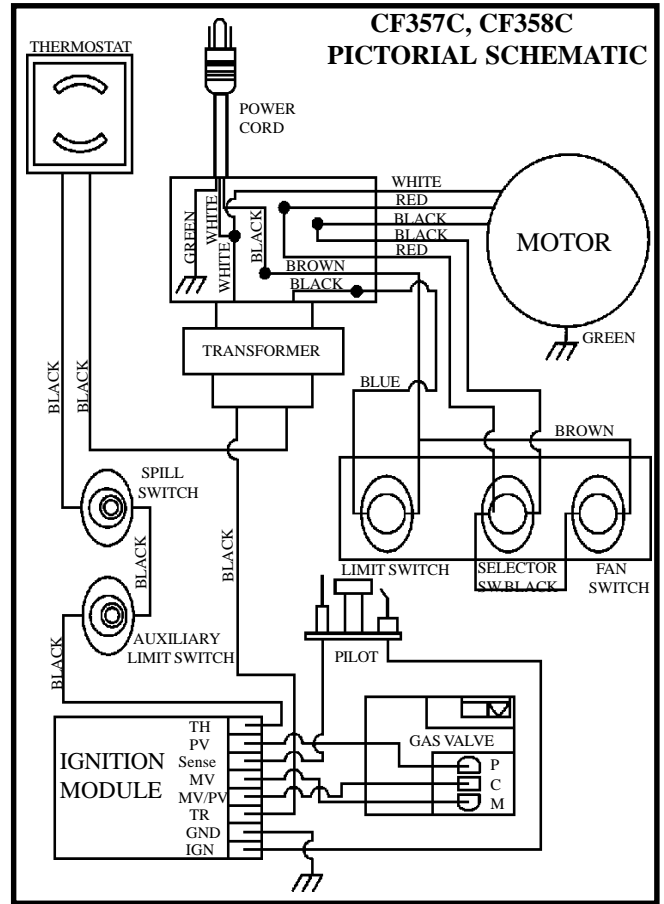 CF357C, CF358C
PICTORIAL SCHEMATIC
THERMOSTAT
POWER
CORD
WHITE
RED
BLACK
BLACK
RED
MOTOR
GREEN
GREEN
WHITE
WHITE
BLACK
BROWN
BLACK
TRANSFORMER
BLUE
BROWN
BLACK
BLACK
SPILL
SWITCH
BLACK
BLACK
LIMIT SWITCH
SELECTOR
SW.BLACK
FAN
SWITCH
AUXILIARY
LIMIT SWITCH
BLACK
PILOT
IGNITION
MODULE
TH
PV
Sense
MV
MV/PV
TR
GND
IGN
GAS VALVE
P
C
M